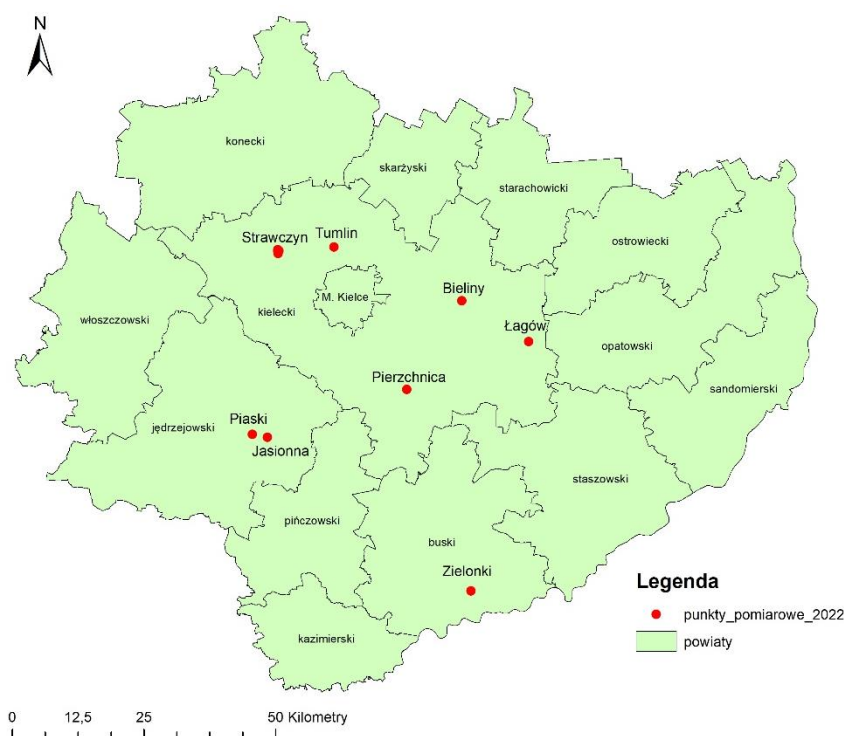 N
konecki
skarżyski
starachowicki
ostrowiecki
Strawczyn
Tumlin
M. Kielce
Bieliny
włoszczowski
kielecki
Łagów
opatowski
Pierzchnica
sandomierski
Piaski
jędrzejowski
Jasionna
staszowski
pińczowski
buski
Zielonki
kazimierski
Legenda
punkty_pomiarowe_2022
powiaty
0 12,5 25 50 Kilometry